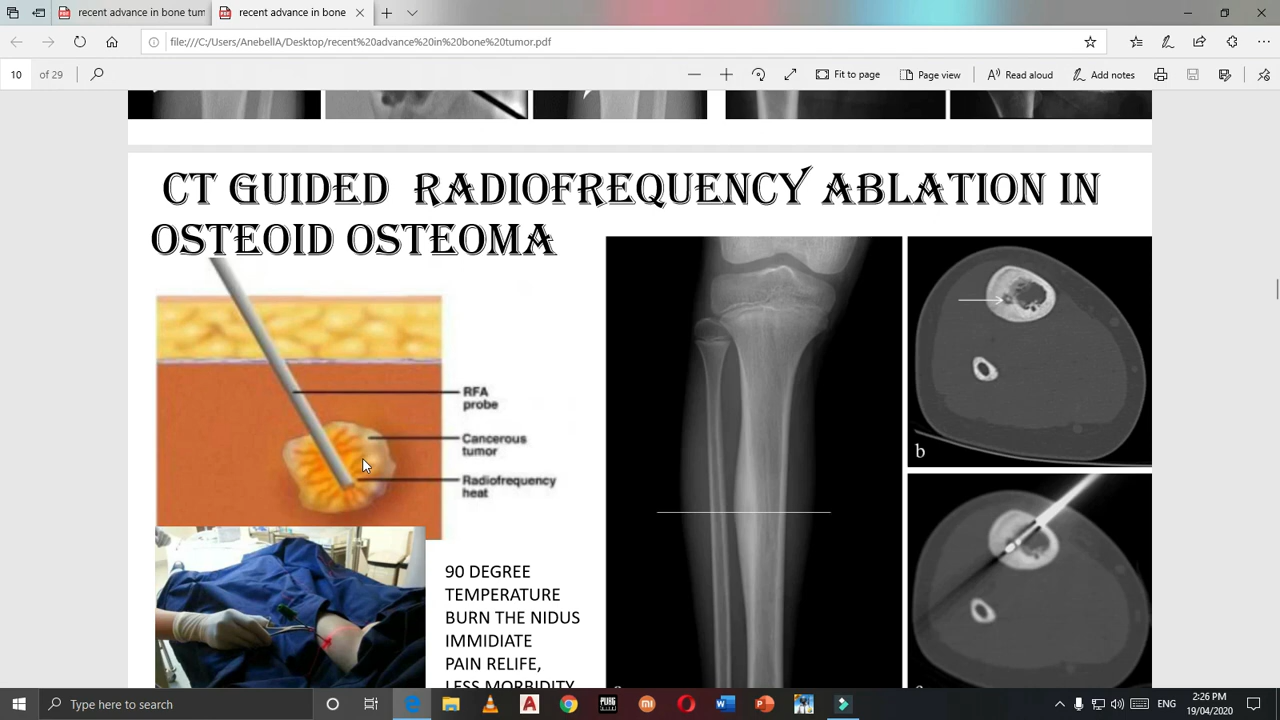 recent advance in bone tum
recent advance in bone
file:///C:/Users/AnebellA/Desktop/recent%20advance%20in%20bone%20tumor.pdf
10 of 29
Fit to page
Page view
Read aloud
Add notes
CT GUIDED RADIOFREQUENCY ABLATION IN
OSTEOID OSTEOMA
RFA
probe
Cancerous
tumor
Radiofrequency
heat
b
90 DEGREE
TEMPERATURE
BURN THE NIDUS
IMMIDIATE
PAIN RELIFE,
LESS MORBIDITY
Type here to search
ENG
2:26 PM
19/04/2020